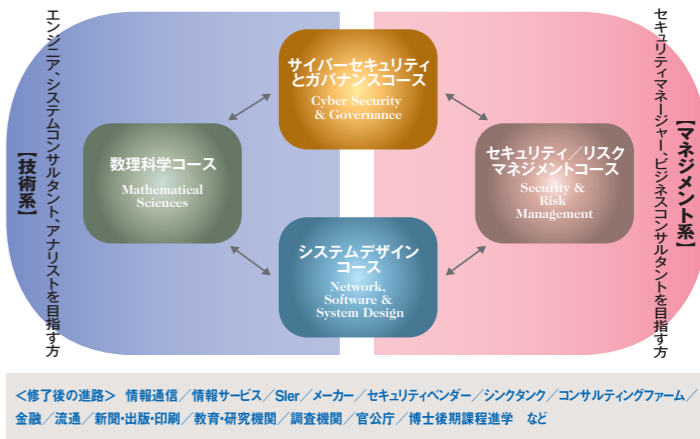 【技術系】
エンジニア、システムコンサルタント、アナリストを目指す方
サイバーセキュリティ
とガバナンスコース
Cyber Security
& Governance
数理科学コース
Mathematical
Sciences
セキュリティ／リスク
マネジメントコース
Security &
Risk
Management
システムデザイン
コース
Network,
Software &
System Design
【マネジメント系】
セキュリティマネージャー、ビジネスコンサルタントを目指す方
＜修了後の進路＞ 情報通信／情報サービス／SIer／メーカー／セキュリティベンダー／シンクタンク／コンサルティングファーム／
金融／流通／新聞・出版・印刷／教育・研究機関／調査機関／官公庁／博士後期課程進学 など